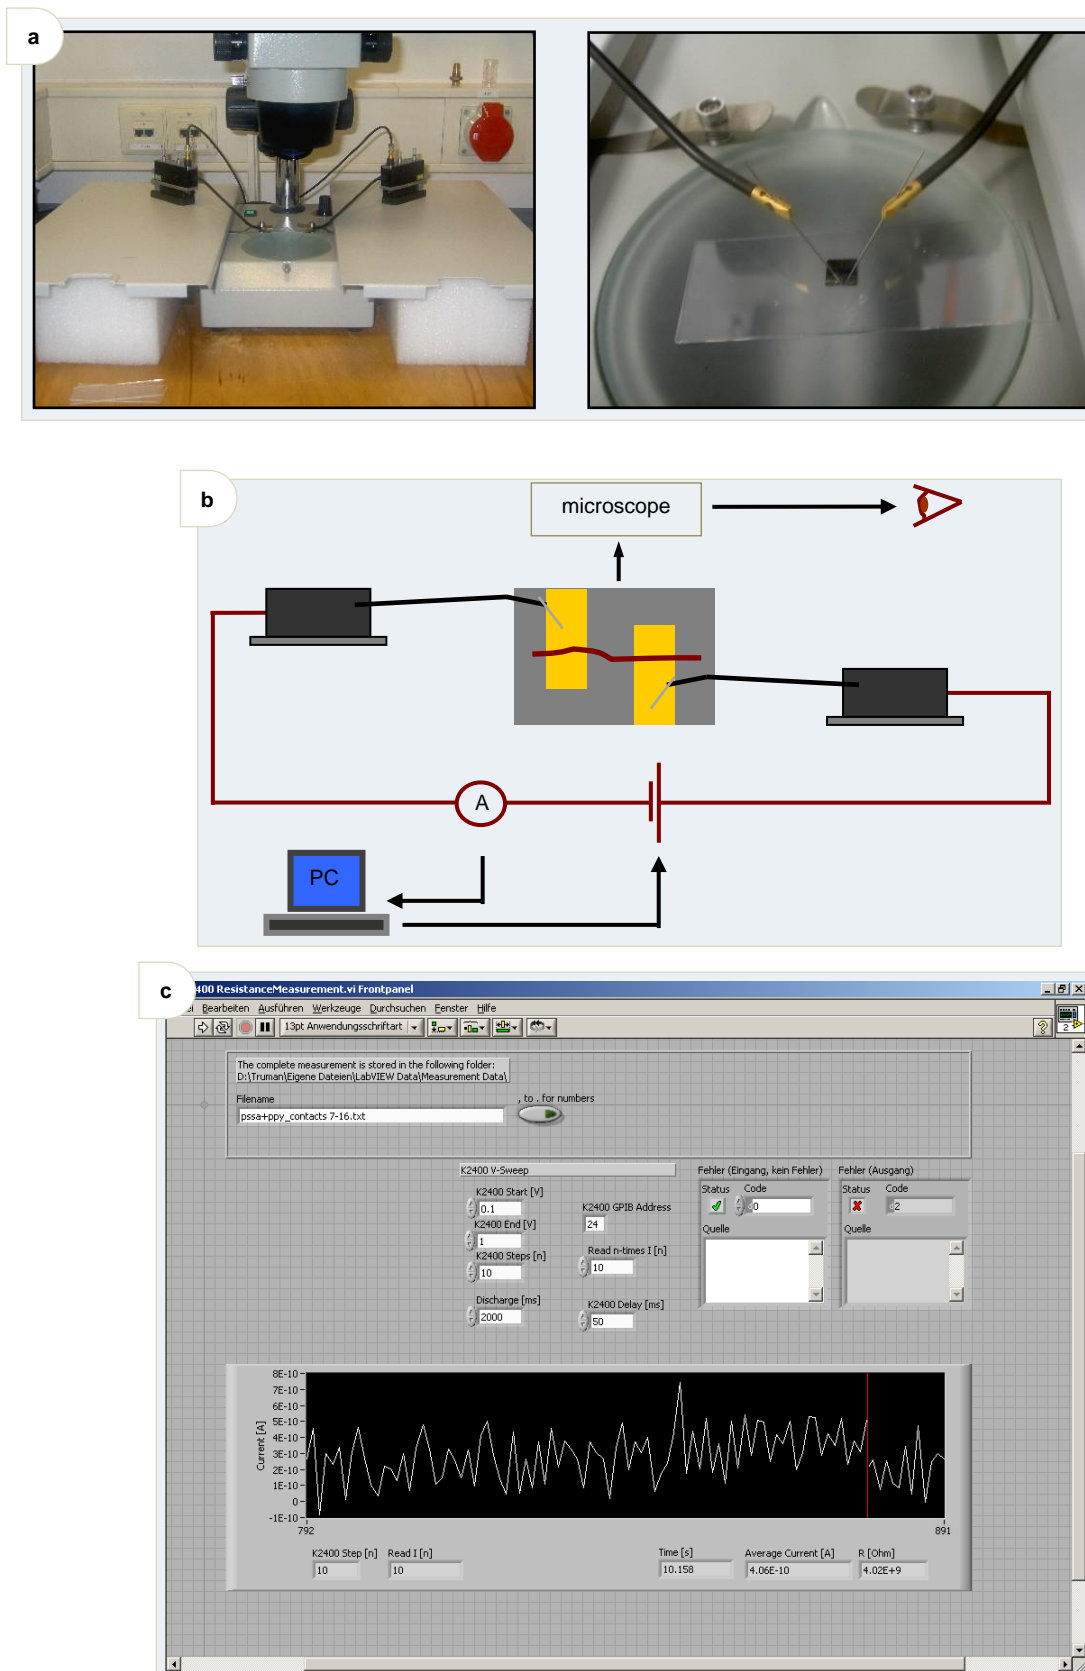 a
b
microscope
A
PC
c
400 ResistanceMeasurement.vi Frontpanel
Bearbeiten Ausführen Werkzeuge Durchsuchen Fenster Hilfe
13pt Anwendungsschriftart
2
The complete measurement is stored in the following folder:
D:\Truman\Eigene Dateien\LabVIEW Data\Measurement Data\
Filename
, to . for numbers
pssa+ppy_contacts 7-16.txt
K2400 V-Sweep
Fehler (Eingang, kein Fehler)
Fehler (Ausgang)
K2400 Start [V]
0.1
K2400 GPIB Address
24
Status Code
0
Status Code
2
K2400 End [V]
1
Quelle
Quelle
K2400 Steps [n]
10
Read n-times I [n]
10
Discharge [ms]
2000
K2400 Delay [ms]
50
8E-10
7E-10
6E-10
5E-10
4E-10
3E-10
2E-10
1E-10
0
-1E-10
Current [A]
792
891
K2400 Step [n] Read I [n]
10 10
Time [s] Average Current [A] R [Ohm]
10.158 4.06E-10 4.02E+9